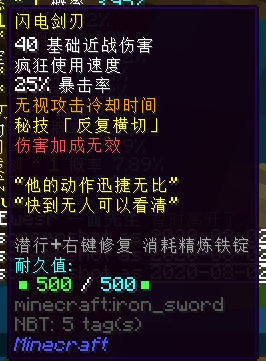 闪电剑刃
40 基础近战伤害
疯狂使用速度
25% 暴击率
无视攻击冷却时间
秘技「反复横切」
伤害加成无效
“他的动作迅捷无比”
“快到无人可以看清”
潜行+右键修复 消耗精炼铁锭
耐久值:
▪ 500 / 500 ▪
minecraft:iron_sword
NBT: 5 tag(s)
Minecraft